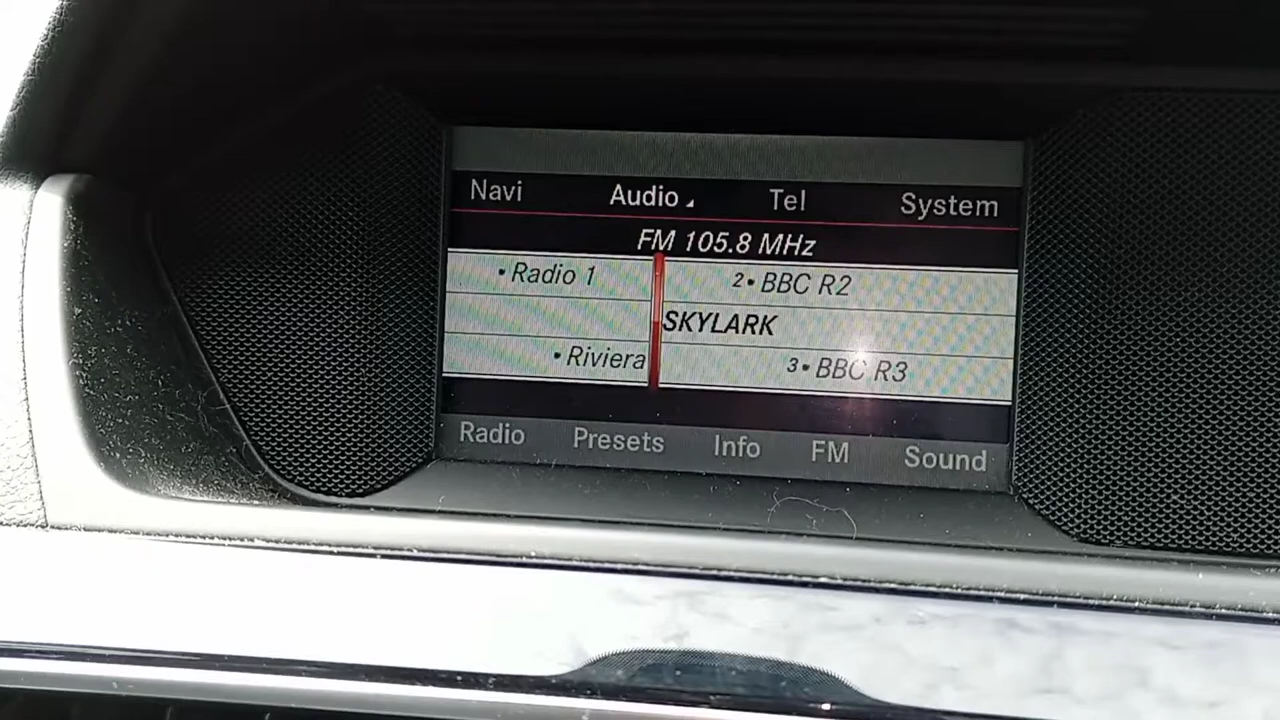 Navi Audio Tel System
FM 105.8 MHz
• Radio 1 2• BBC R2
SKYLARK
• Riviera 3• BBC R3
Radio Presets Info FM Sound